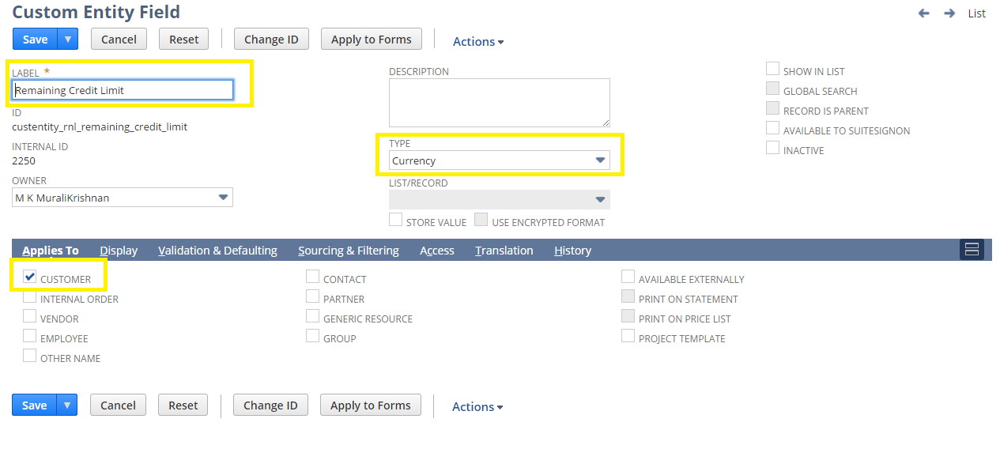 Custom Entity Field
List
Save Cancel Reset Change ID Apply to Forms Actions
LABEL *
Remaining Credit Limit
ID
custentity_rnl_remaining_credit_limit
INTERNAL ID
2250
OWNER
M K MuraliKrishnan
DESCRIPTION
TYPE
Currency
LIST/RECORD
STORE VALUE USE ENCRYPTED FORMAT
SHOW IN LIST
GLOBAL SEARCH
RECORD IS PARENT
AVAILABLE TO SUITESIGNON
INACTIVE
Applies To Display Validation & Defaulting Sourcing & Filtering Access Translation History
CUSTOMER
INTERNAL ORDER
VENDOR
EMPLOYEE
OTHER NAME
CONTACT
PARTNER
GENERIC RESOURCE
GROUP
AVAILABLE EXTERNALLY
PRINT ON STATEMENT
PRINT ON PRICE LIST
PROJECT TEMPLATE
Save Cancel Reset Change ID Apply to Forms Actions